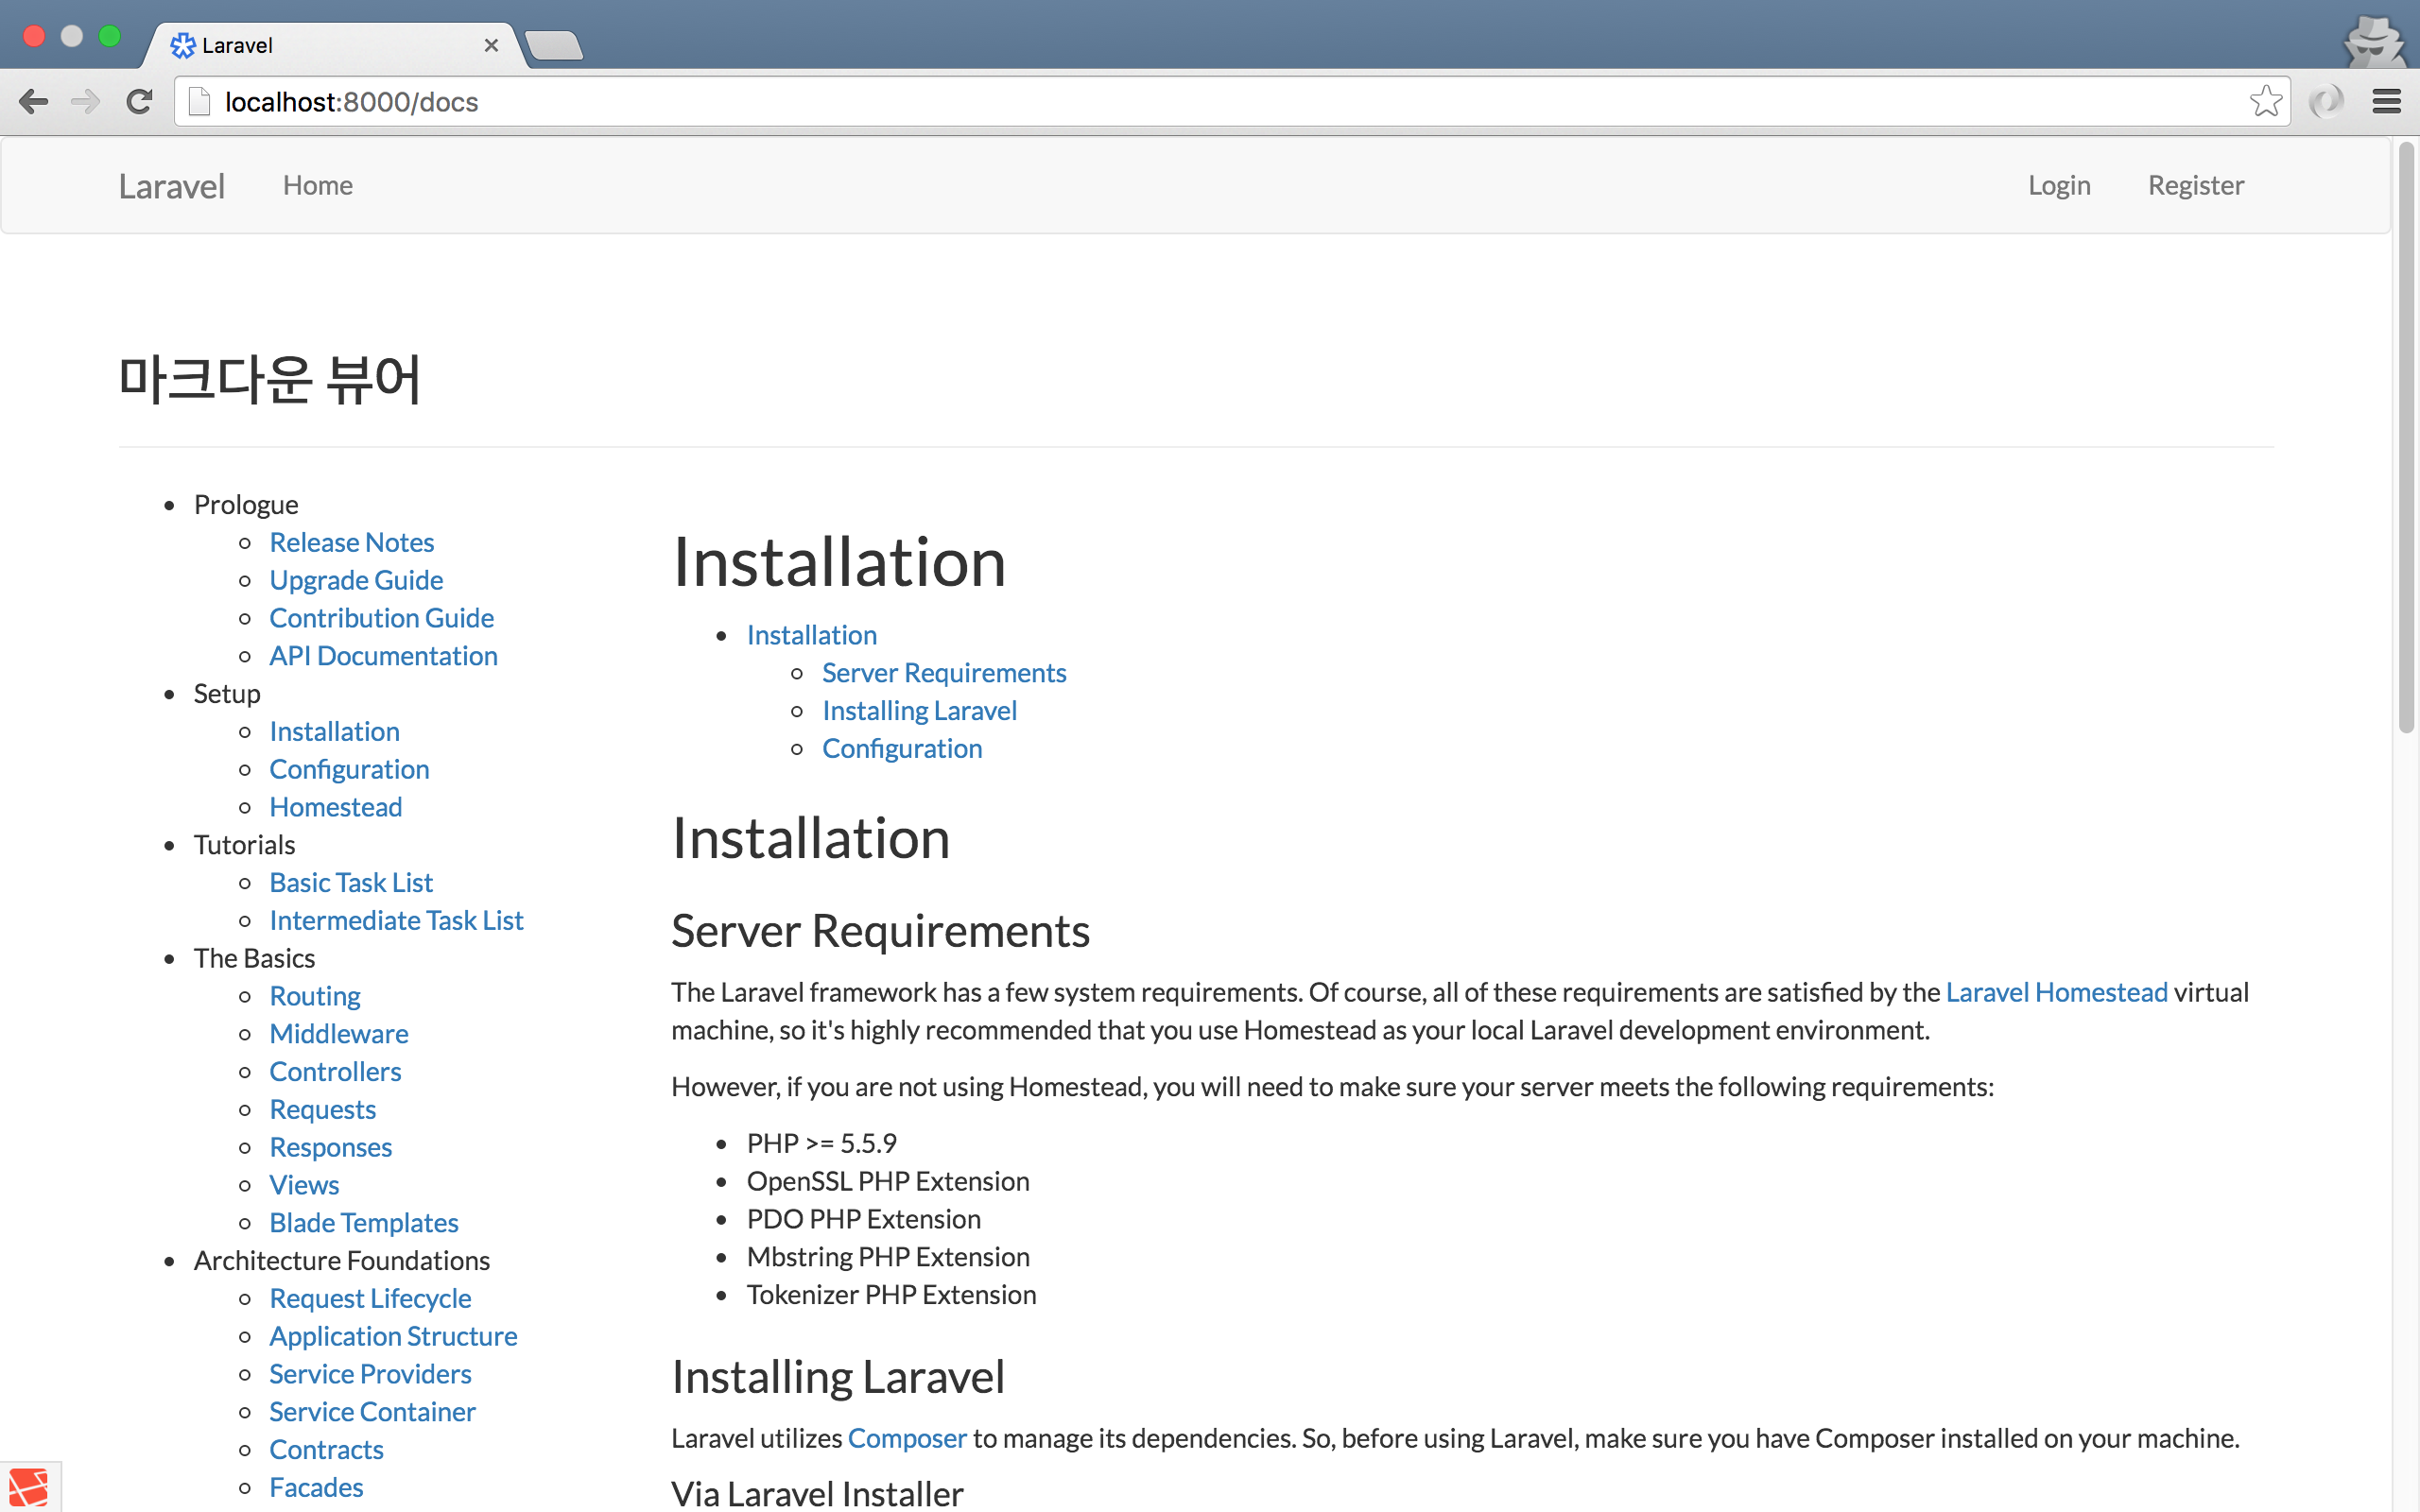 Laravel
localhost:8000/docs
Laravel Home Login Register
마크다운 뷰어
Prologue
Release Notes
Upgrade Guide
Contribution Guide
API Documentation
Setup
Installation
Configuration
Homestead
Tutorials
Basic Task List
Intermediate Task List
The Basics
Routing
Middleware
Controllers
Requests
Responses
Views
Blade Templates
Architecture Foundations
Request Lifecycle
Application Structure
Service Providers
Service Container
Contracts
Facades
Installation
Installation
Server Requirements
Installing Laravel
Configuration
Installation
Server Requirements
The Laravel framework has a few system requirements. Of course, all of these requirements are satisfied by the Laravel Homestead virtual
machine, so it's highly recommended that you use Homestead as your local Laravel development environment.
However, if you are not using Homestead, you will need to make sure your server meets the following requirements:
PHP >= 5.5.9
OpenSSL PHP Extension
PDO PHP Extension
Mbstring PHP Extension
Tokenizer PHP Extension
Installing Laravel
Laravel utilizes Composer to manage its dependencies. So, before using Laravel, make sure you have Composer installed on your machine.
Via Laravel Installer